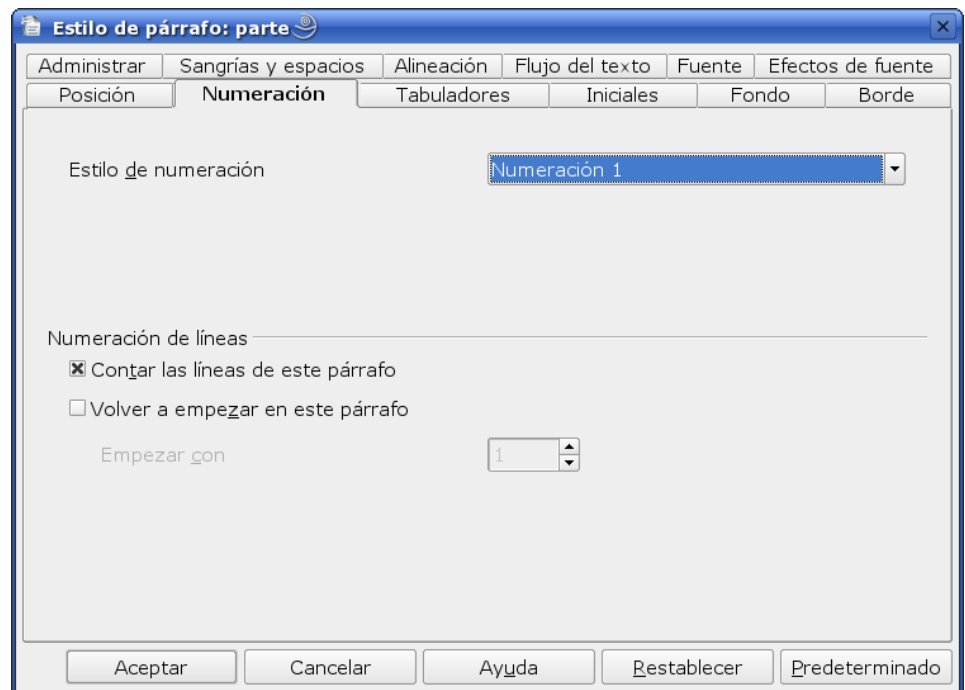 Estilo de párrafo: parte
Administrar Sangrías y espacios Alineación Flujo del texto Fuente Efectos de fuente
Posición Numeración Tabuladores Iniciales Fondo Borde
Estilo de numeración Numeración 1
Numeración de líneas
Contar las líneas de este párrafo
Volver a empezar en este párrafo
Empezar con 1
Aceptar Cancelar Ayuda Restablecer Predeterminado